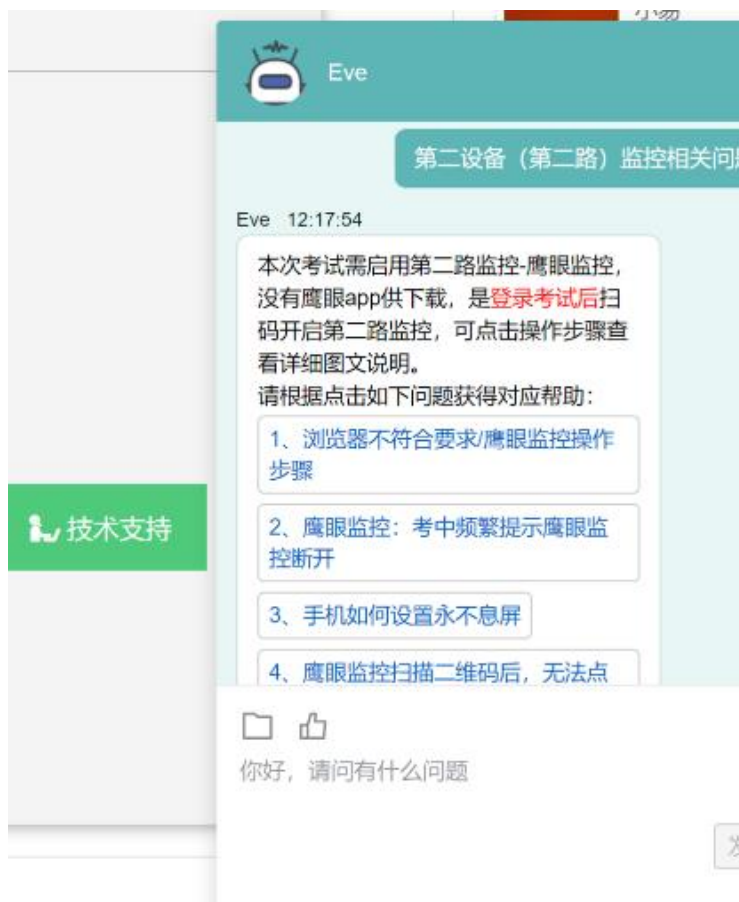 小易
Eve
第二设备（第二路）监控相关问
Eve 12:17:54
本次考试需启用第二路监控-鹰眼监控，
没有鹰眼app供下载，是登录考试后扫
码开启第二路监控，可点击操作步骤查
看详细图文说明。
请根据点击如下问题获得对应帮助：
1、浏览器不符合要求/鹰眼监控操作
步骤
2、鹰眼监控：考中频繁提示鹰眼监
控断开
3、手机如何设置永不息屏
4、鹰眼监控扫描二维码后，无法点
技术支持
你好，请问有什么问题